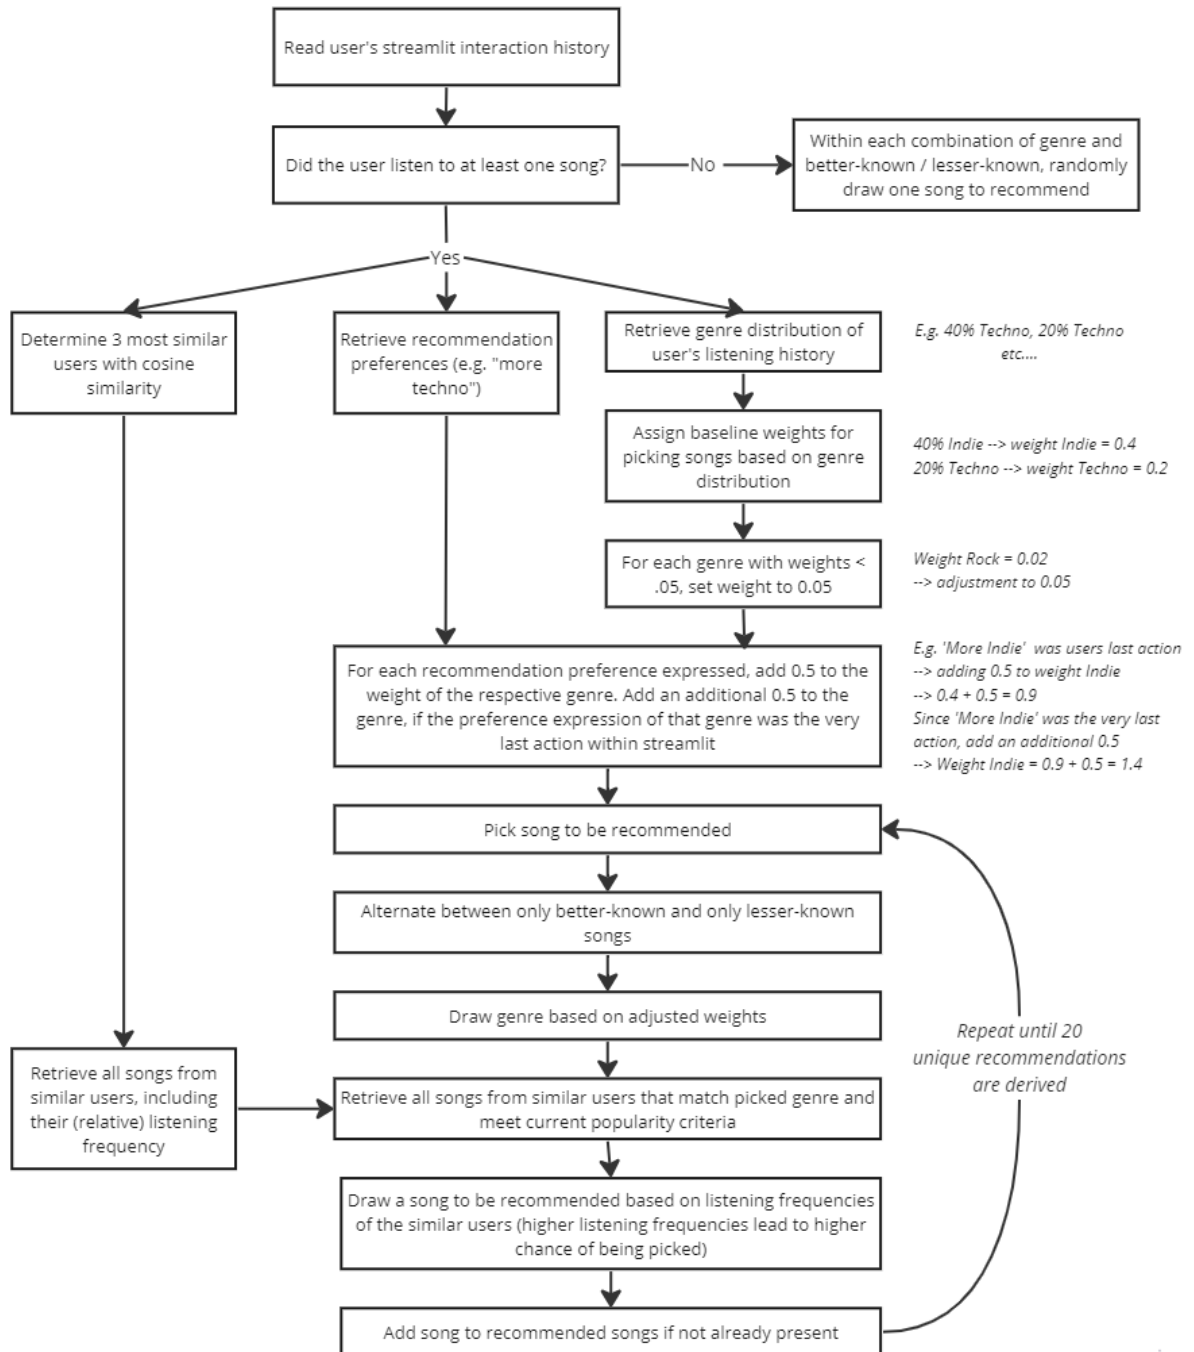 Read user's streamlit interaction history
Did the user listen to at least one song?
No
Within each combination of genre and
better-known / lesser-known, randomly
draw one song to recommend
Yes
Determine 3 most similar
users with cosine
similarity
Retrieve recommendation
preferences (e.g. "more
techno")
Retrieve genre distribution of
user's listening history
E.g. 40% Techno, 20% Techno
etc....
Assign baseline weights for
picking songs based on genre
distribution
40% Indie --> weight Indie = 0.4
20% Techno --> weight Techno = 0.2
For each genre with weights <
.05, set weight to 0.05
Weight Rock = 0.02
--> adjustment to 0.05
For each recommendation preference expressed, add 0.5 to the
weight of the respective genre. Add an additional 0.5 to the
genre, if the preference expression of that genre was the very
last action within streamlit
E.g. 'More Indie' was users last action
--> adding 0.5 to weight Indie
--> 0.4 + 0.5 = 0.9
Since 'More Indie' was the very last
action, add an additional 0.5
--> Weight Indie = 0.9 + 0.5 = 1.4
Pick song to be recommended
Alternate between only better-known and only lesser-known
songs
Draw genre based on adjusted weights
Repeat until 20
unique recommendations
are derived
Retrieve all songs from
similar users, including
their (relative) listening
frequency
Retrieve all songs from similar users that match picked genre and
meet current popularity criteria
Draw a song to be recommended based on listening frequencies
of the similar users (higher listening frequencies lead to higher
chance of being picked)
Add song to recommended songs if not already present